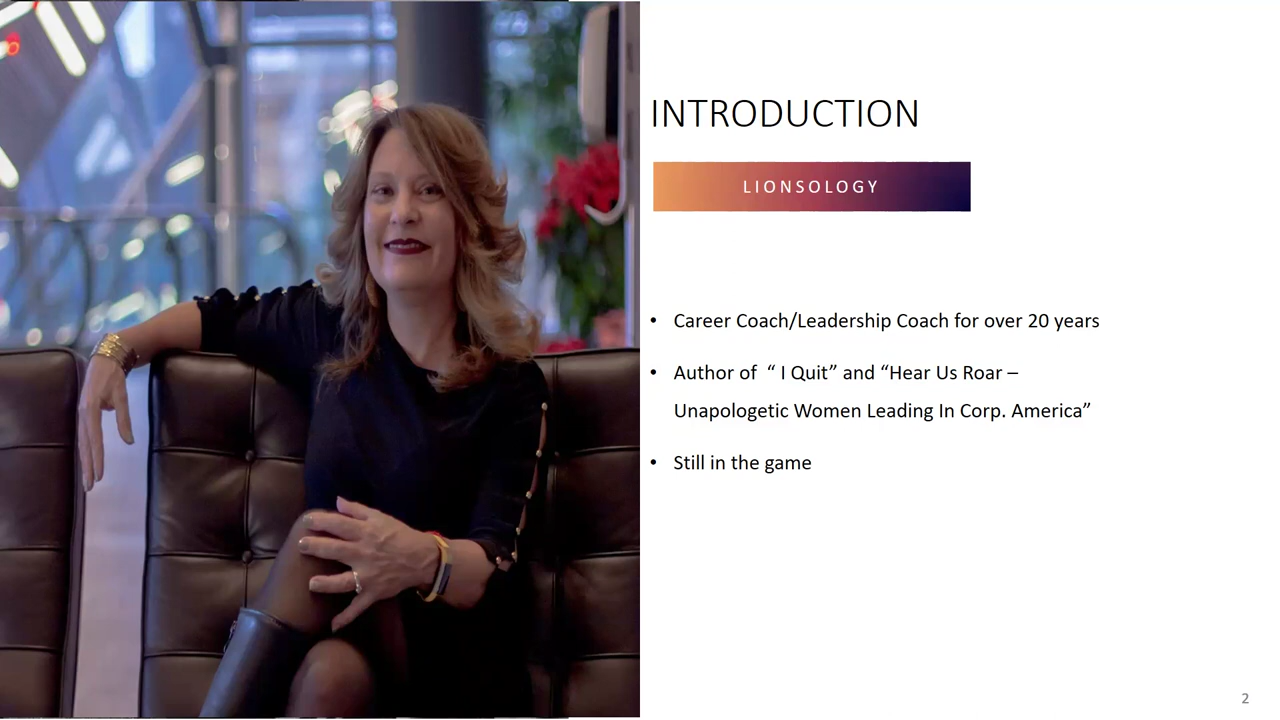 INTRODUCTION
LIONSOLOGY
• Career Coach/Leadership Coach for over 20 years
• Author of “ I Quit” and “Hear Us Roar –
Unapologetic Women Leading In Corp. America”
• Still in the game
2